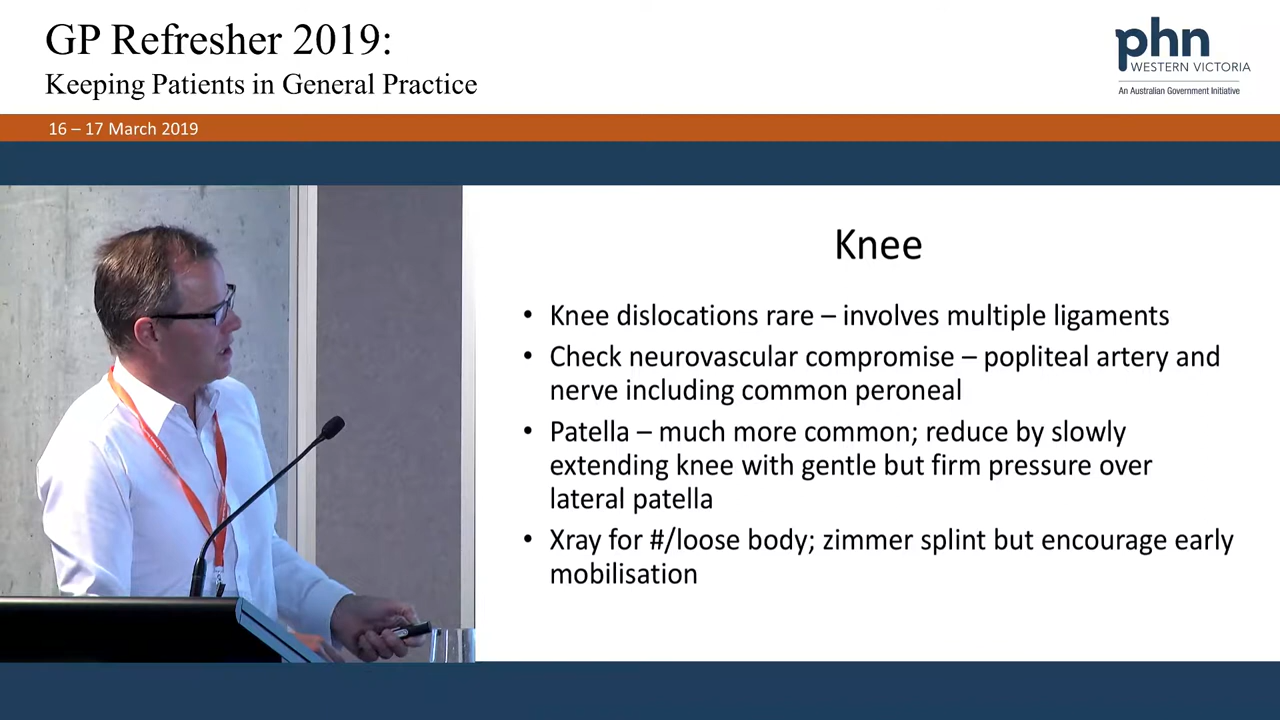 GP Refresher 2019:
Keeping Patients in General Practice
phn
WESTERN VICTORIA
An Australian Government Initiative
16 – 17 March 2019
Knee
• Knee dislocations rare – involves multiple ligaments
• Check neurovascular compromise – popliteal artery and
nerve including common peroneal
• Patella – much more common; reduce by slowly
extending knee with gentle but firm pressure over
lateral patella
• Xray for #/loose body; zimmer splint but encourage early
mobilisation